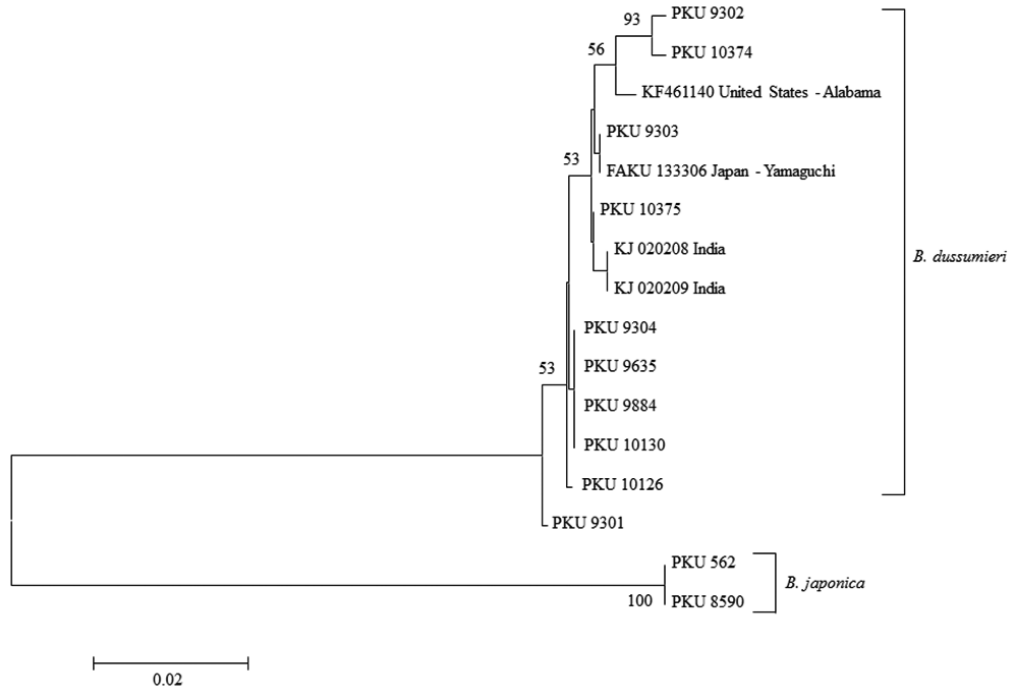 93
PKU 9302
56
PKU 10374
KF461140 United States - Alabama
PKU 9303
53
FAKU 133306 Japan - Yamaguchi
PKU 10375
KJ 020208 India
B. dussumieri
KJ 020209 India
PKU 9304
53
PKU 9635
PKU 9884
PKU 10130
PKU 10126
PKU 9301
PKU 562
B. japonica
100
PKU 8590
0.02